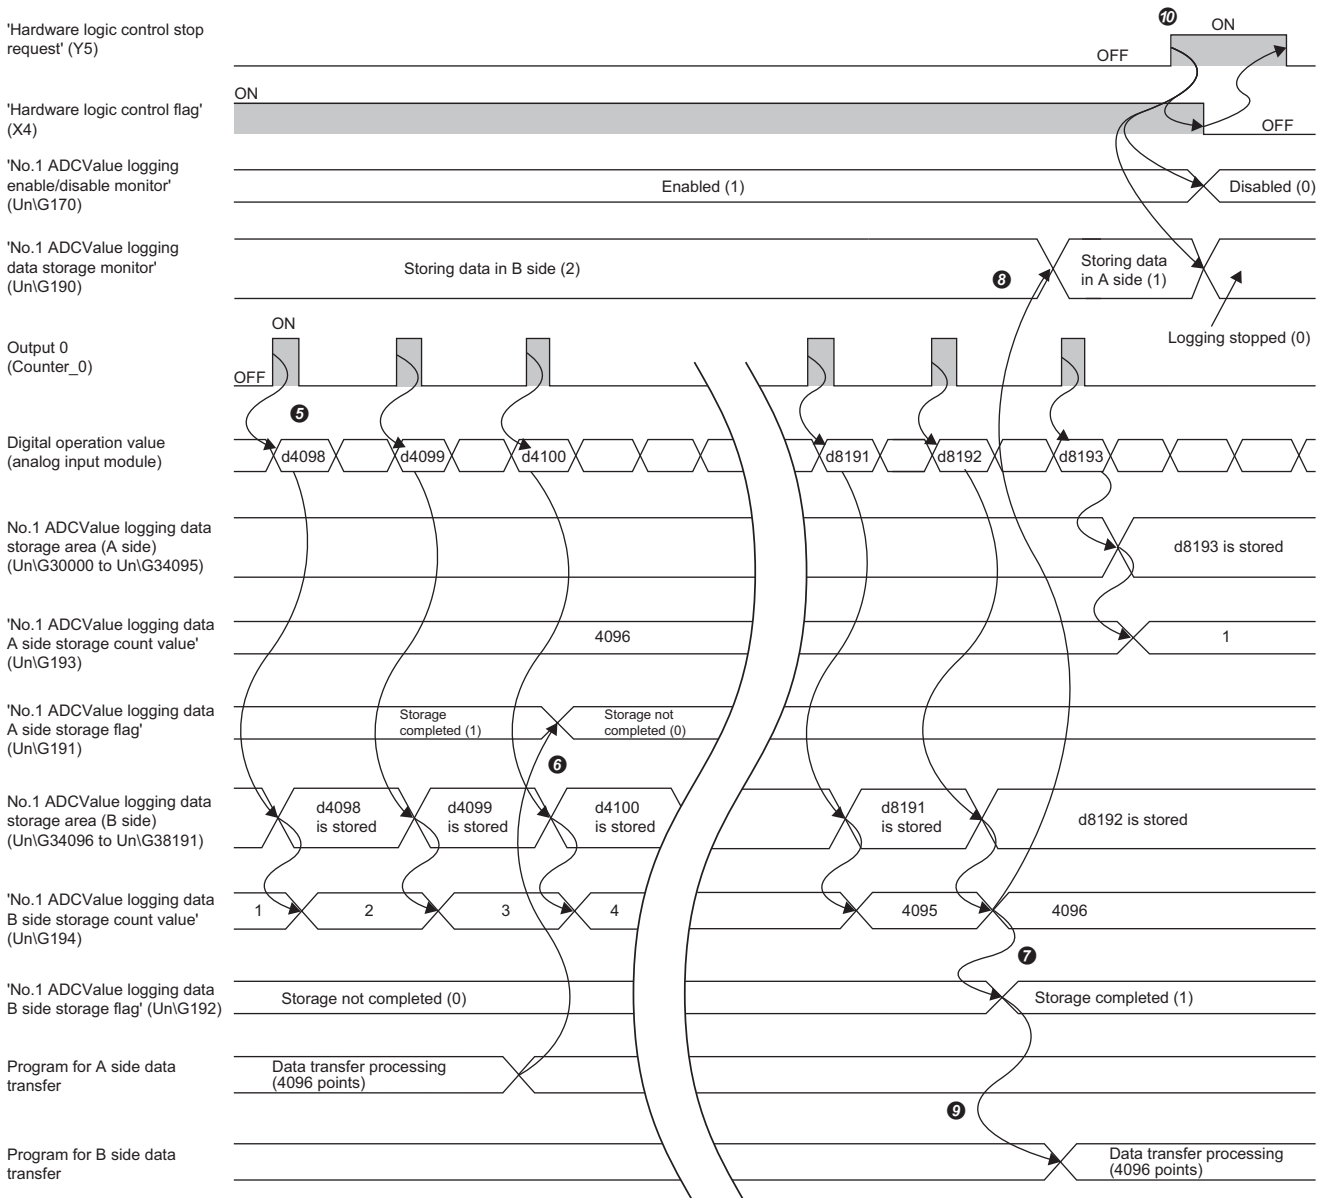 'Hardware logic control stop
request' (Y5)
❿
ON
OFF
'Hardware logic control flag'
(X4)
ON
OFF
'No.1 ADCValue logging
enable/disable monitor'
(Un\G170)
Enabled (1)
Disabled (0)
'No.1 ADCValue logging
data storage monitor'
(Un\G190)
Storing data in B side (2)
❽
Storing data
in A side (1)
Logging stopped (0)
Output 0
(Counter_0)
ON
OFF
❺
Digital operation value
(analog input module)
d4098
d4099
d4100
d8191
d8192
d8193
No.1 ADCValue logging data
storage area (A side)
(Un\G30000 to Un\G34095)
d8193 is stored
'No.1 ADCValue logging data
A side storage count value'
(Un\G193)
4096
1
'No.1 ADCValue logging data
A side storage flag'
(Un\G191)
Storage
completed (1)
Storage not
completed (0)
❻
No.1 ADCValue logging data
storage area (B side)
(Un\G34096 to Un\G38191)
d4098
is stored
d4099
is stored
d4100
is stored
d8191
is stored
d8192 is stored
'No.1 ADCValue logging data
B side storage count value'
(Un\G194)
1
2
3
4
4095
4096
❼
'No.1 ADCValue logging data
B side storage flag' (Un\G192)
Storage not completed (0)
Storage completed (1)
Program for A side data
transfer
Data transfer processing
(4096 points)
❾
Program for B side data
transfer
Data transfer processing
(4096 points)